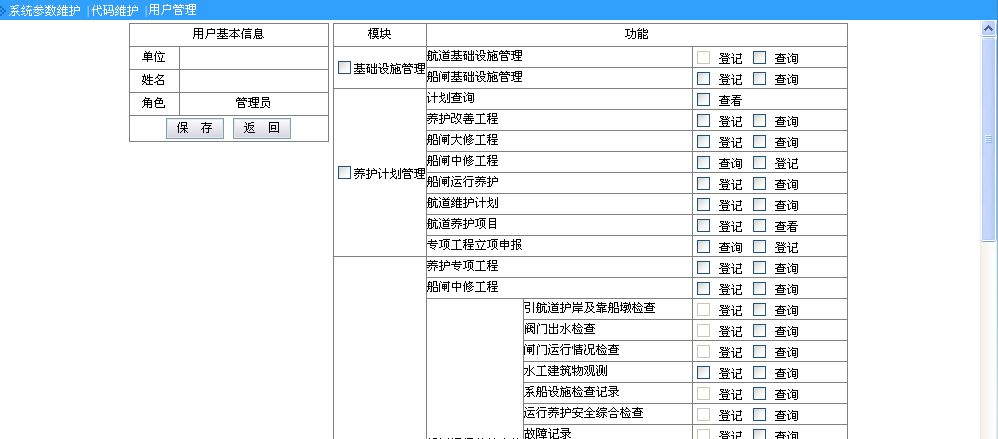 系统参数维护 |代码维护 |用户管理
用户基本信息
单位
姓名
角色 管理员
保 存 返 回
模块 功能
基础设施管理
航道基础设施管理 登记 查询
船闸基础设施管理 登记 查询
养护计划管理
计划查询 查看
养护改善工程 登记 查询
船闸大修工程 登记 查询
船闸中修工程 查询 登记
船闸运行养护 登记 查询
航道维护计划 登记 查询
航道养护项目 登记 查看
专项工程立项申报 查询 登记
养护专项工程 登记 查询
船闸中修工程 登记 查询
引航道护岸及靠船墩检查 登记 查询
阀门出水检查 登记 查询
闸门运行情况检查 登记 查询
水工建筑物观测 登记 查询
系船设施检查记录 登记 查询
运行养护安全综合检查 登记 查询
故障记录 登记 查询